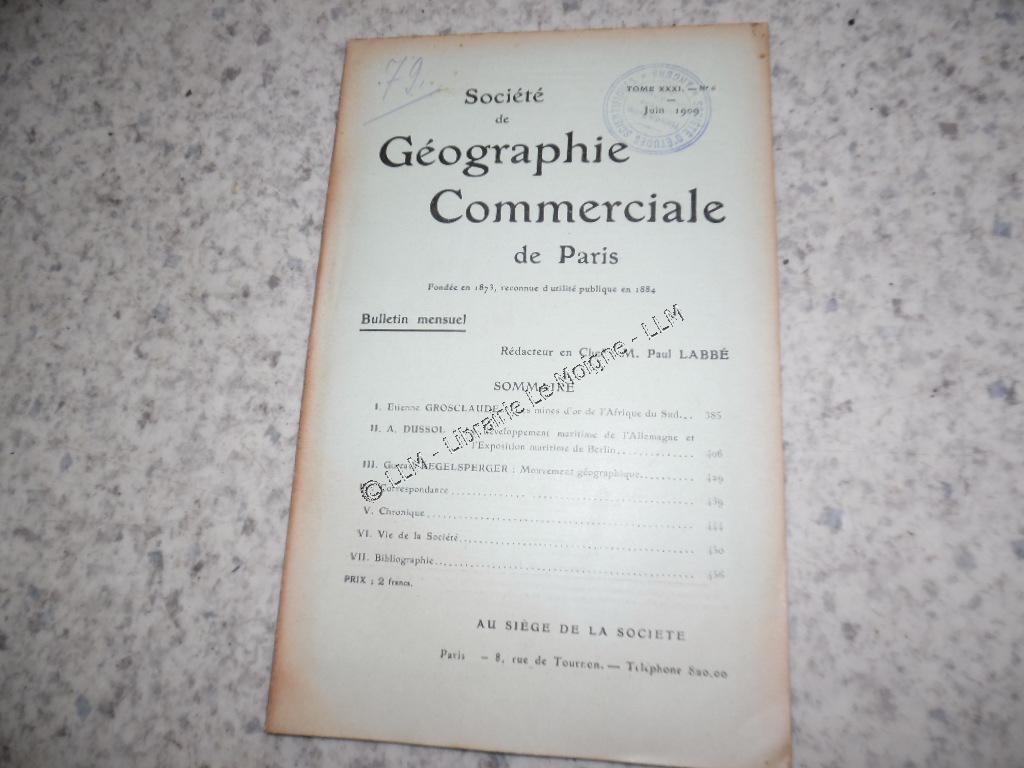 79.
Société
de
Géographie
Commerciale
de Paris
TOME XXXI. — Nº 6
Juin 1909
Fondée en 1873, reconnue d'utilité publique en 1884
Bulletin mensuel
Rédacteur en Chef M. Paul LABBÉ
SOMMAIRE
I. Etienne GROSCLAUDE mines d'or de l'Afrique du Sud... 385
II. A. DUSSOL développement maritime de l'Allemagne et
l'Exposition maritime de Berlin 406
III. REGELSPERGER : Mouvement géographique 429
Correspondance 439
V. Chronique 444
VI. Vie de la Société 450
VII. Bibliographie 456
PRIX : 2 francs.
AU SIÈGE DE LA SOCIETE
Paris — 8, rue de Tournon. — Téléphone 820.00
© LLM - Librairie Le Moigne - LLM